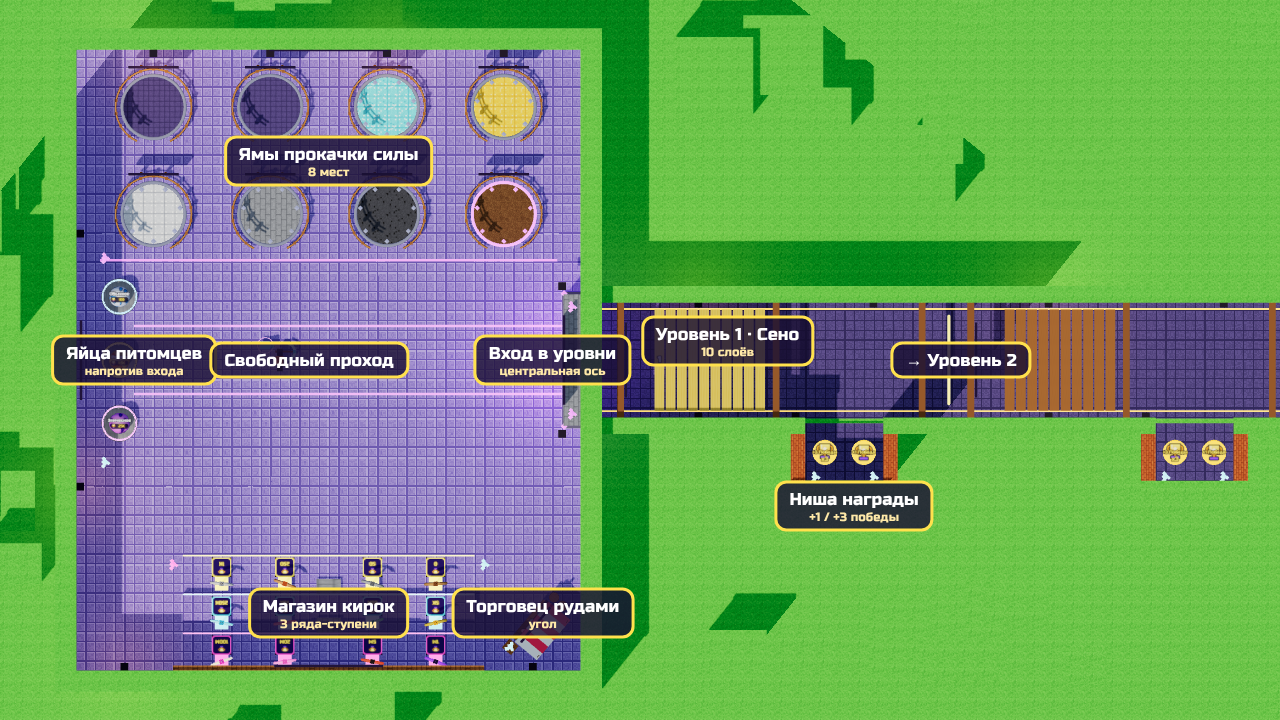 Ямы прокачки силы
8 мест
Яйца питомцев
напротив входа
Свободный проход
Вход в уровни
центральная ось
Уровень 1 · Сено
10 слоёв
→ Уровень 2
Ниша награды
+1 / +3 победы
Магазин кирок
3 ряда-ступени
Торговец рудами
угол